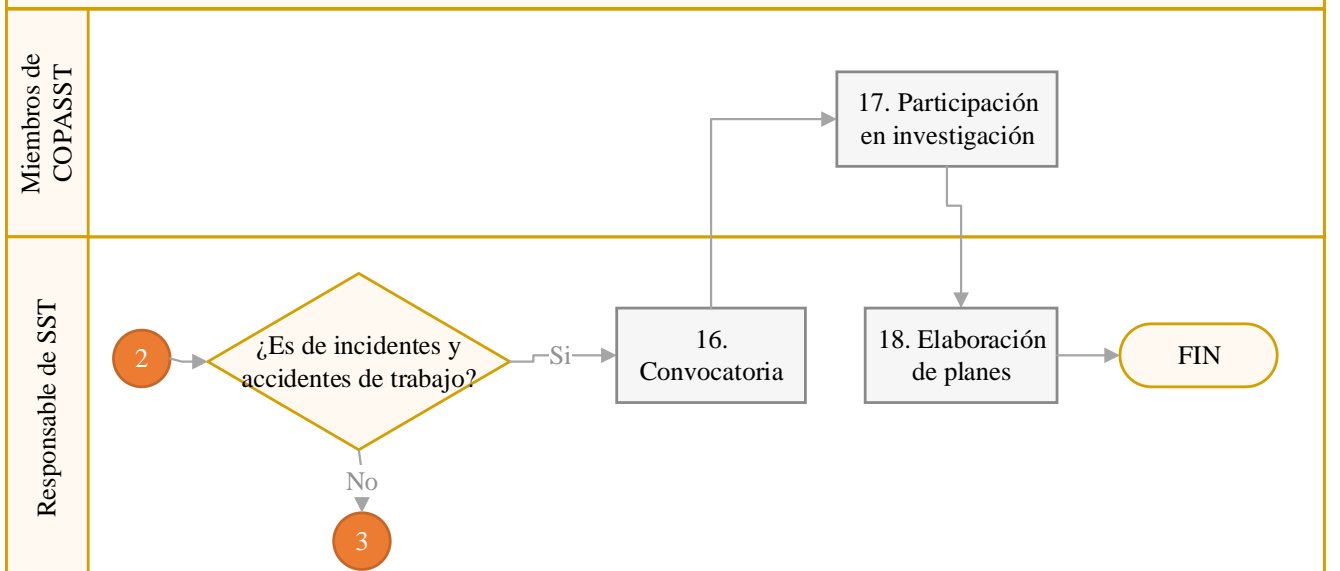 Miembros de
COPASST
17. Participación
en investigación
Responsable de SST
2
¿Es de incidentes y
accidentes de trabajo?
Si
16.
Convocatoria
18. Elaboración
de planes
FIN
No
3